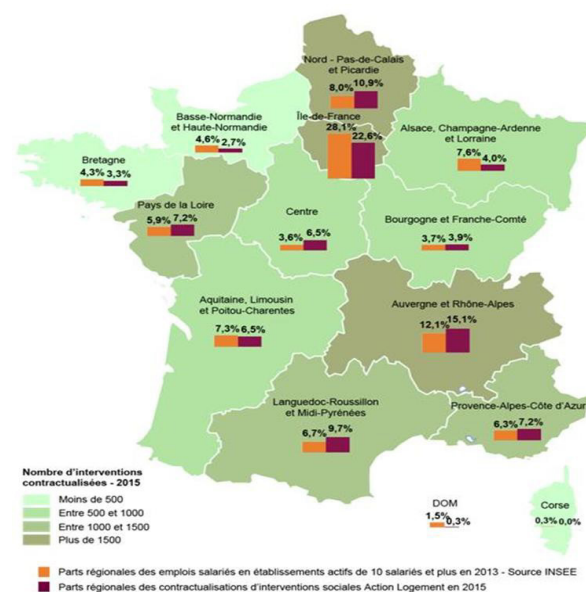 Nord - Pas-de-Calais
et Picardie
8,0% 10,9%
Île-de-France
28,1%
22,6%
Basse-Normandie
et Haute-Normandie
4,6%
2,7%
Alsace, Champagne-Ardenne
et Lorraine
7,6%
4,0%
Bretagne
4,3% 3,3%
Pays de la Loire
5,9% 7,2%
Centre
3,6% 6,5%
Bourgogne et Franche-Comté
3,7% 3,9%
Aquitaine, Limousin
et Poitou-Charentes
7,3% 6,5%
Auvergne et Rhône-Alpes
12,1% 15,1%
Languedoc-Roussillon
et Midi-Pyrénées
6,7% 9,7%
Provence-Alpes-Côte d'Azur
6,3% 7,2%
Nombre d'interventions
contractualisées - 2015
Moins de 500
Entre 500 et 1000
Entre 1000 et 1500
Plus de 1500
DOM
1,5%
0,3%
Corse
0,3% 0,0%
Parts régionales des emplois salariés en établissements actifs de 10 salariés et plus en 2013 - Source INSEE
Parts régionales des contractualisations d'interventions sociales Action Logement en 2015